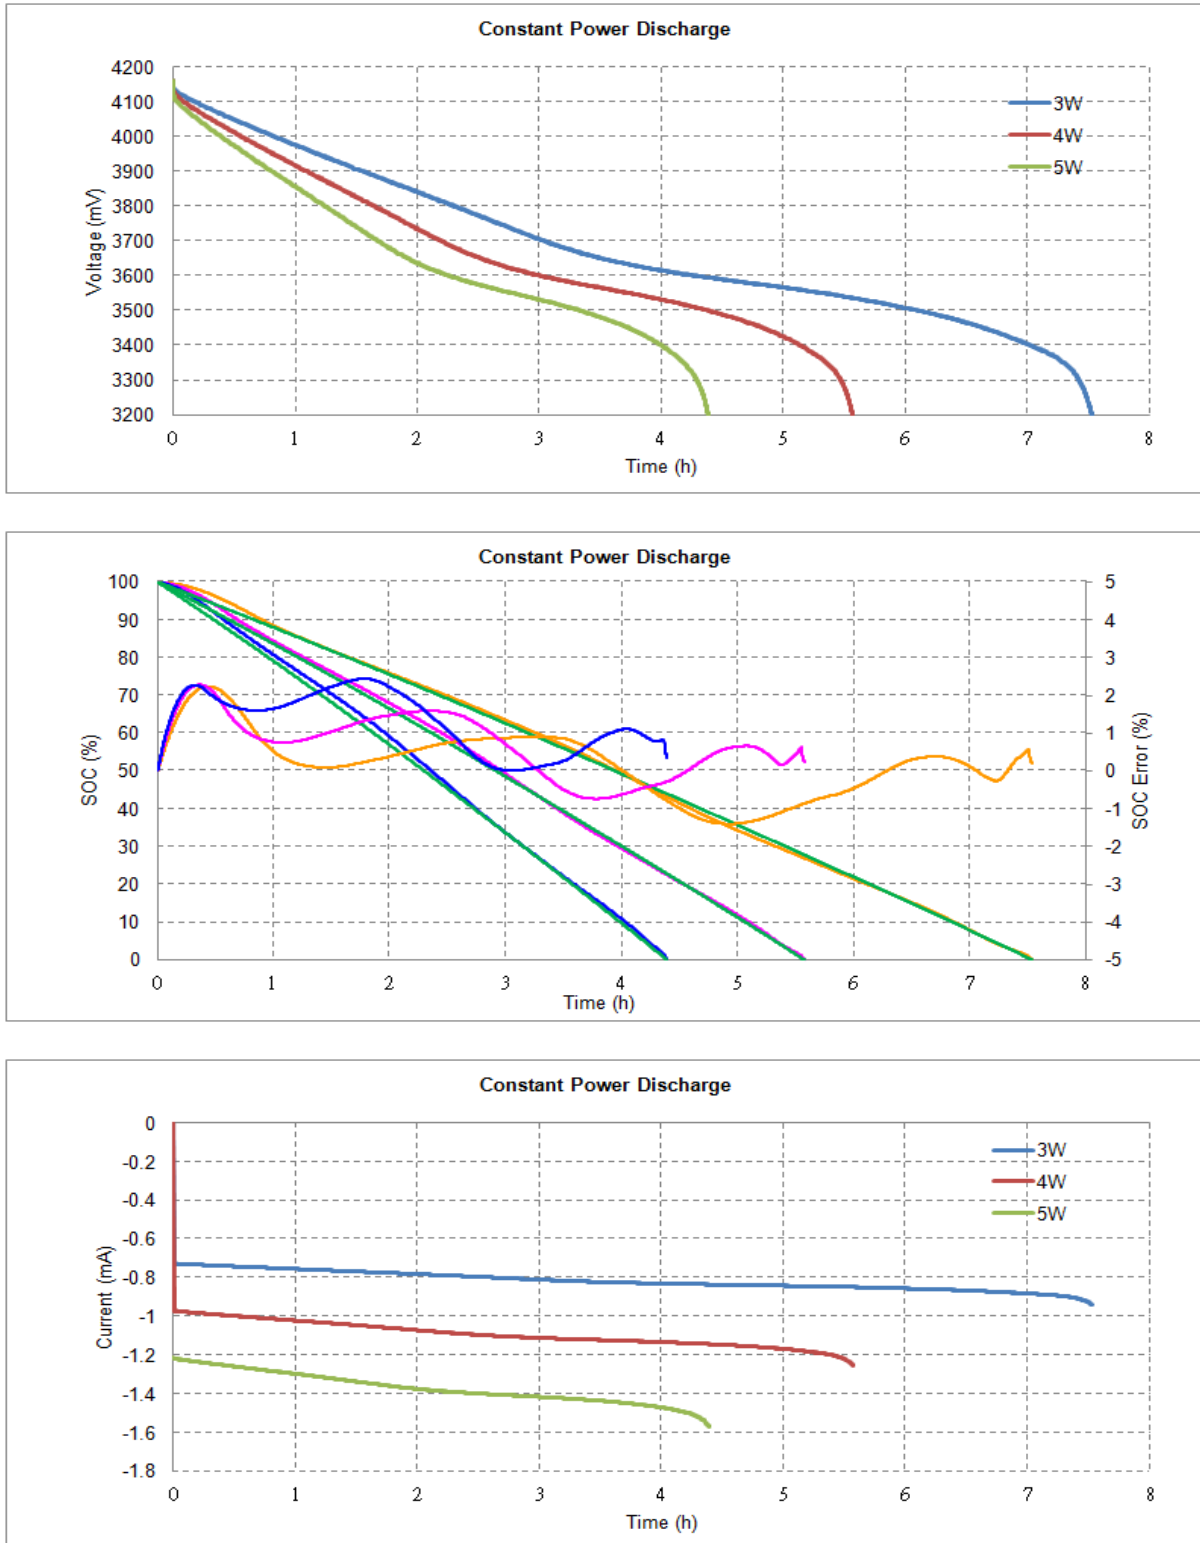 Constant Power Discharge
4200
4100
4000
3900
3800
3700
3600
3500
3400
3300
3200
Voltage (mV)
3W
4W
5W
0 1 2 3 4 5 6 7 8
Time (h)
Constant Power Discharge
100
90
80
70
60
50
40
30
20
10
0
SOC (%)
5
4
3
2
1
0
-1
-2
-3
-4
-5
SOC Error (%)
0 1 2 3 4 5 6 7 8
Time (h)
Constant Power Discharge
0
-0.2
-0.4
-0.6
-0.8
-1
-1.2
-1.4
-1.6
-1.8
Current (mA)
3W
4W
5W
0 1 2 3 4 5 6 7 8
Time (h)